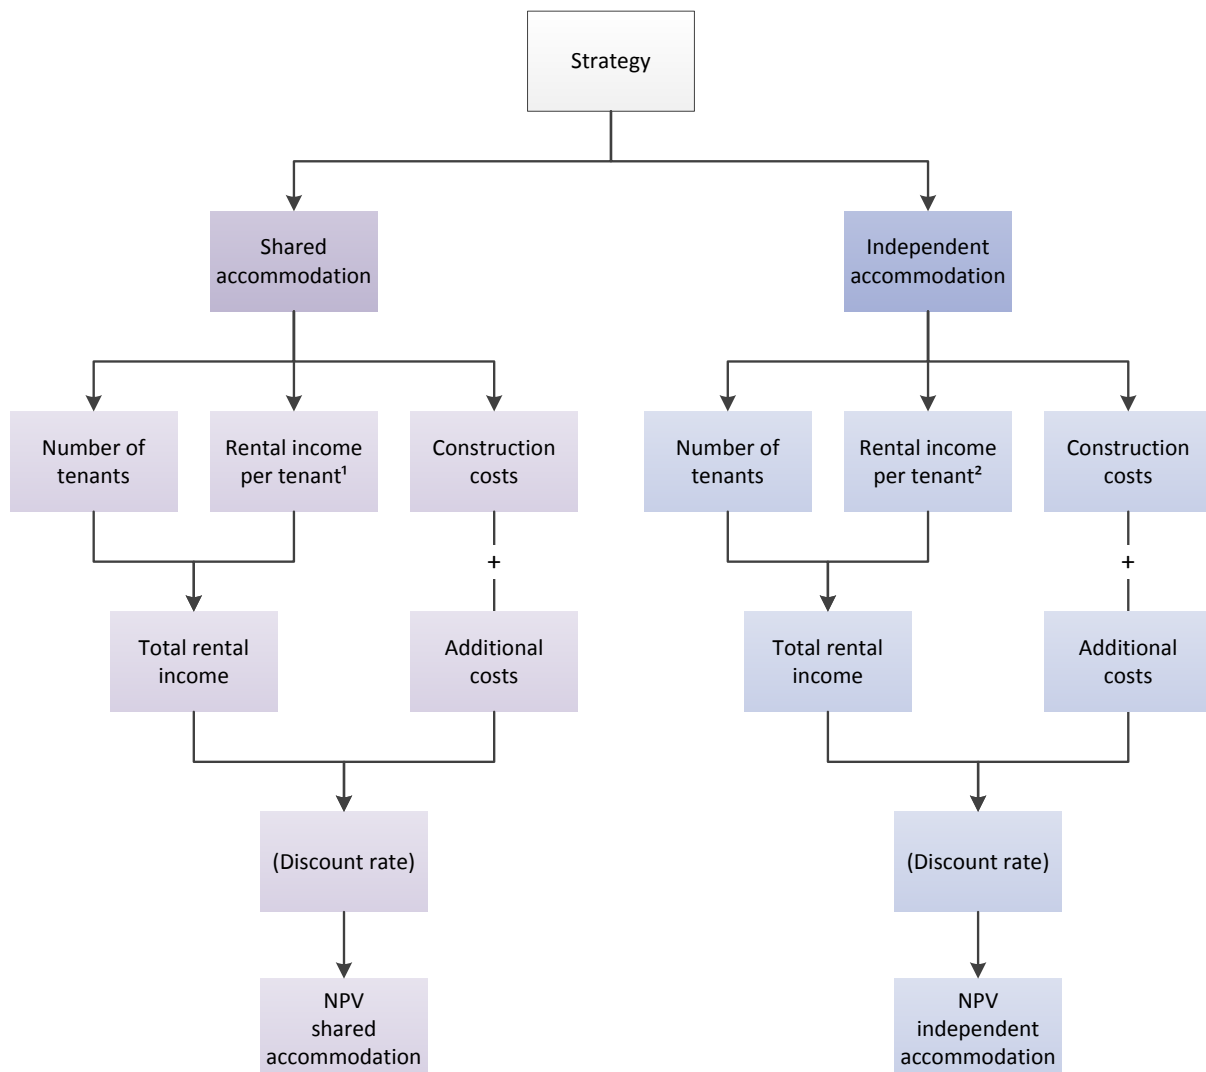 Strategy
Shared
accommodation
Independent
accommodation
Number of
tenants
Rental income
per tenant¹
Construction
costs
Number of
tenants
Rental income
per tenant²
Construction
costs
+
+
Total rental
income
Additional
costs
Total rental
income
Additional
costs
(Discount rate)
(Discount rate)
NPV
shared
accommodation
NPV
independent
accommodation